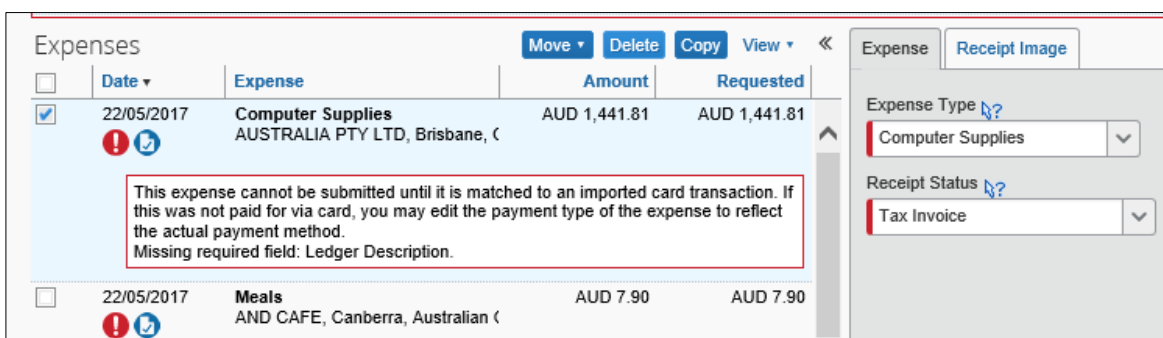 Expenses
Move Delete Copy View «
Expense Receipt Image
Date Expense Amount Requested
22/05/2017 Computer Supplies AUD 1,441.81 AUD 1,441.81
AUSTRALIA PTY LTD, Brisbane,
This expense cannot be submitted until it is matched to an imported card transaction. If
this was not paid for via card, you may edit the payment type of the expense to reflect
the actual payment method.
Missing required field: Ledger Description.
22/05/2017 Meals AUD 7.90 AUD 7.90
AND CAFE, Canberra, Australian
Expense Type ?
Computer Supplies
Receipt Status ?
Tax Invoice